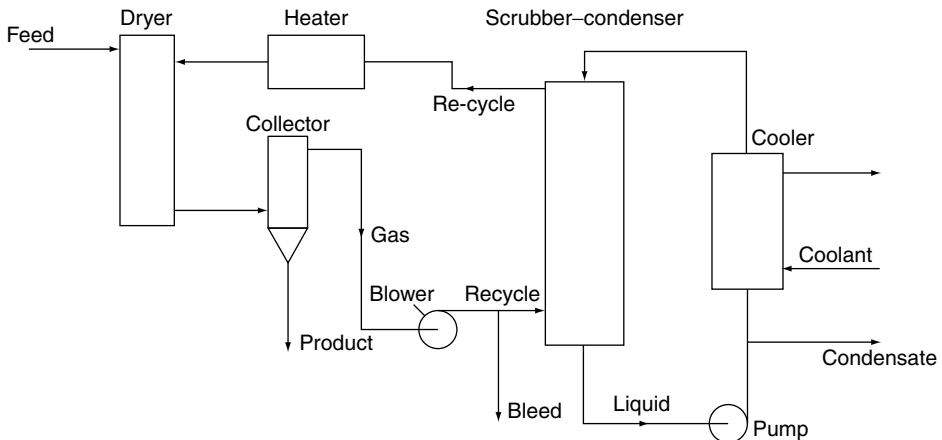 Dryer
Heater
Scrubber–condenser
Feed
Re-cycle
Collector
Cooler
Gas
Coolant
Blower
Recycle
Product
Condensate
Bleed
Liquid
Pump